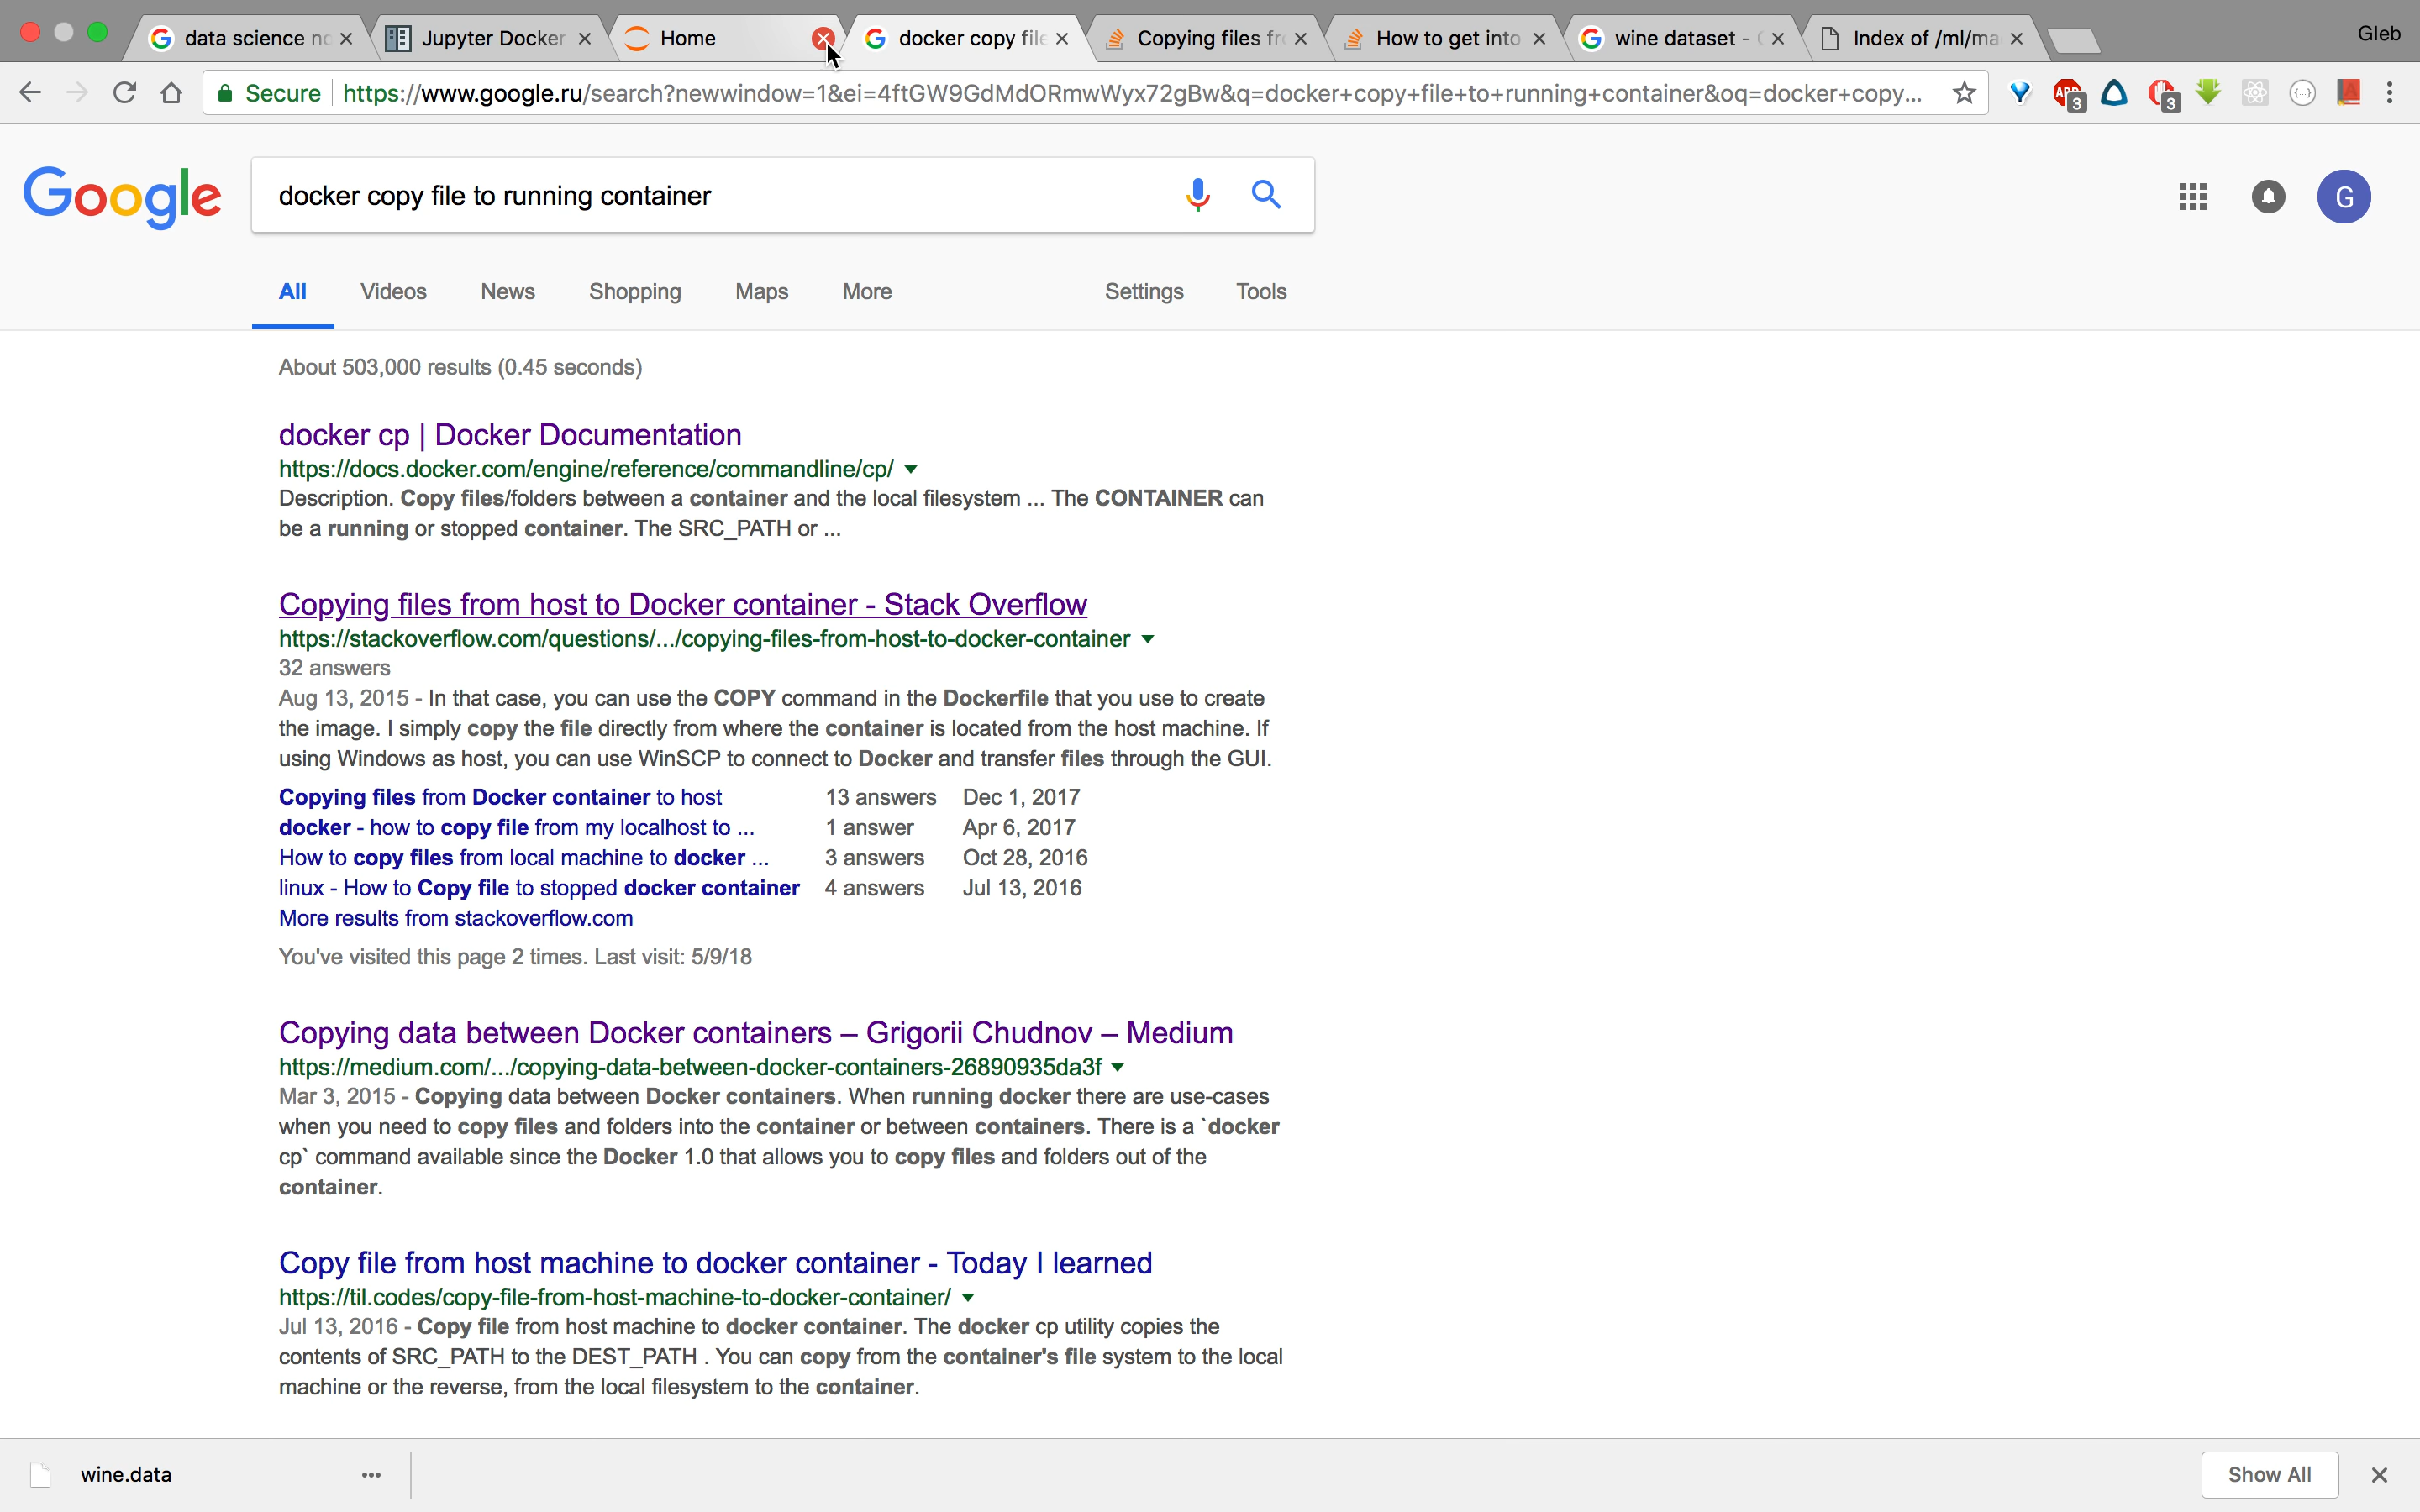 data science no
Jupyter Docker
Home
docker copy file
Copying files fr
How to get into
wine dataset -
Index of /ml/ma
Gleb
Secure
https://www.google.ru/search?newwindow=1&ei=4ftGW9GdMdORmwWyx72gBw&q=docker+copy+file+to+running+container&oq=docker+copy...
ABP
3
3
Google
docker copy file to running container
G
All
Videos
News
Shopping
Maps
More
Settings
Tools
About 503,000 results (0.45 seconds)
docker cp | Docker Documentation
https://docs.docker.com/engine/reference/commandline/cp/
Description. Copy files/folders between a container and the local filesystem ... The CONTAINER can
be a running or stopped container. The SRC_PATH or ...
Copying files from host to Docker container - Stack Overflow
https://stackoverflow.com/questions/.../copying-files-from-host-to-docker-container
32 answers
Aug 13, 2015 - In that case, you can use the COPY command in the Dockerfile that you use to create
the image. I simply copy the file directly from where the container is located from the host machine. If
using Windows as host, you can use WinSCP to connect to Docker and transfer files through the GUI.
Copying files from Docker container to host 13 answers Dec 1, 2017
docker - how to copy file from my localhost to ... 1 answer Apr 6, 2017
How to copy files from local machine to docker ... 3 answers Oct 28, 2016
linux - How to Copy file to stopped docker container 4 answers Jul 13, 2016
More results from stackoverflow.com
You've visited this page 2 times. Last visit: 5/9/18
Copying data between Docker containers – Grigorii Chudnov – Medium
https://medium.com/.../copying-data-between-docker-containers-26890935da3f
Mar 3, 2015 - Copying data between Docker containers. When running docker there are use-cases
when you need to copy files and folders into the container or between containers. There is a `docker
cp` command available since the Docker 1.0 that allows you to copy files and folders out of the
container.
Copy file from host machine to docker container - Today I learned
https://til.codes/copy-file-from-host-machine-to-docker-container/
Jul 13, 2016 - Copy file from host machine to docker container. The docker cp utility copies the
contents of SRC_PATH to the DEST_PATH . You can copy from the container's file system to the local
machine or the reverse, from the local filesystem to the container.
wine.data
Show All